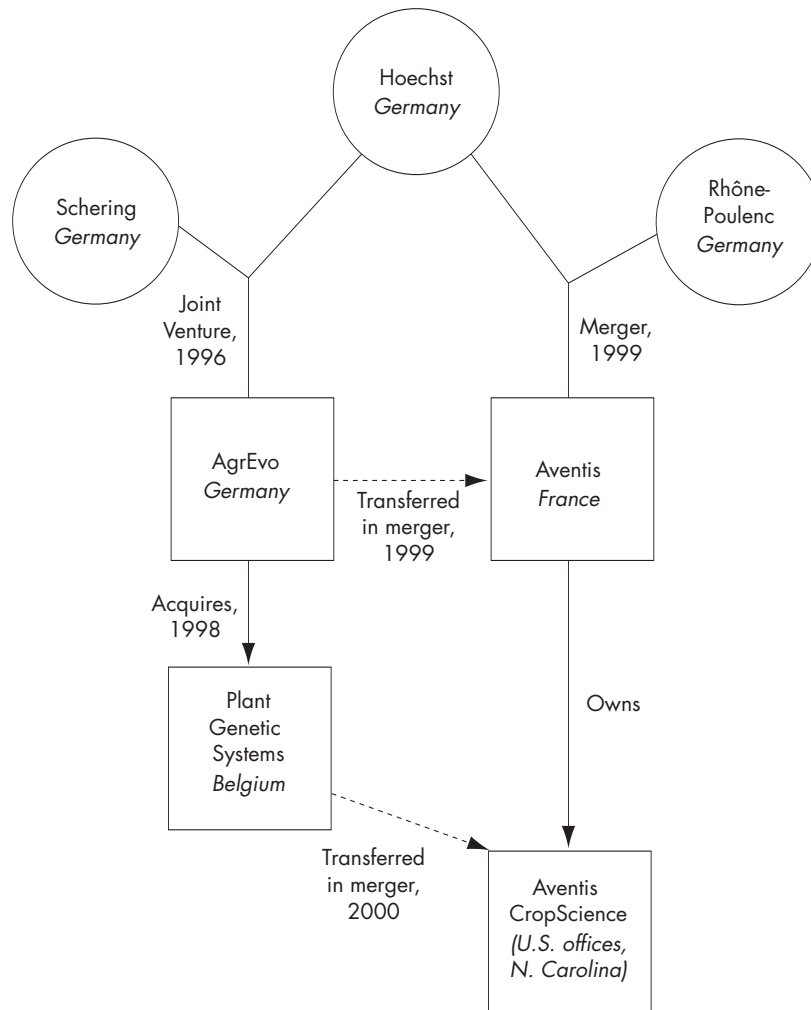 Hoechst
Germany
Schering
Germany
Rhône-
Poulenc
Germany
Joint
Venture,
1996
Merger,
1999
AgrEvo
Germany
Transferred
in merger,
1999
Aventis
France
Acquires,
1998
Plant
Genetic
Systems
Belgium
Owns
Transferred
in merger,
2000
Aventis
CropScience
(U.S. offices,
N. Carolina)